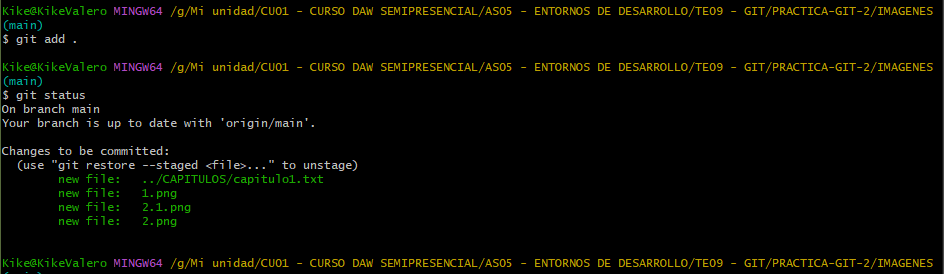 Kike@KikeValero MINGW64 /g/Mi unidad/CU01 - CURSO DAW SEMIPRESENCIAL/AS05 - ENTORNOS DE DESARROLLO/TE09 - GIT/PRACTICA-GIT-2/IMAGENES
(main)
$ git add .
Kike@KikeValero MINGW64 /g/Mi unidad/CU01 - CURSO DAW SEMIPRESENCIAL/AS05 - ENTORNOS DE DESARROLLO/TE09 - GIT/PRACTICA-GIT-2/IMAGENES
(main)
$ git status
On branch main
Your branch is up to date with 'origin/main'.
Changes to be committed:
(use "git restore --staged <file>..." to unstage)
new file: ../CAPITULOS/capitulo1.txt
new file: 1.png
new file: 2.1.png
new file: 2.png
Kike@KikeValero MINGW64 /g/Mi unidad/CU01 - CURSO DAW SEMIPRESENCIAL/AS05 - ENTORNOS DE DESARROLLO/TE09 - GIT/PRACTICA-GIT-2/IMAGENES